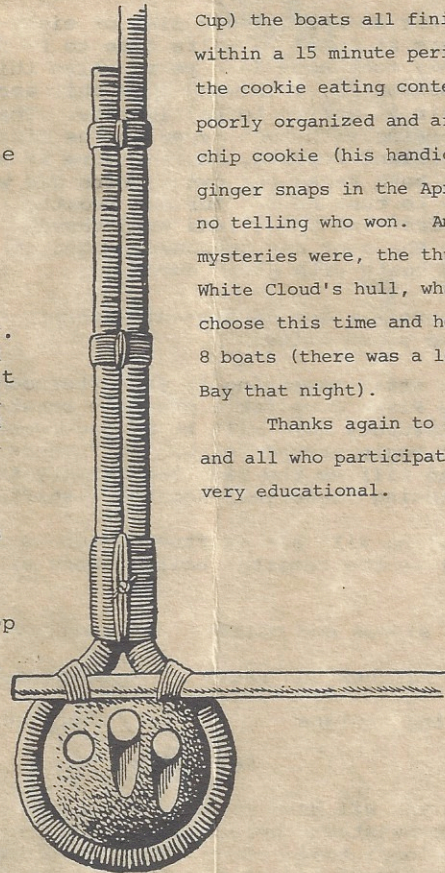 e
.
t
p
Cup) the boats all fini
within a 15 minute peri
the cookie eating conte
poorly organized and a
chip cookie (his handic
ginger snaps in the Ap
no telling who won. An
mysteries were, the th
White Cloud's hull, wh
choose this time and h
8 boats (there was a l
Bay that night).
Thanks again to
and all who participat
very educational.